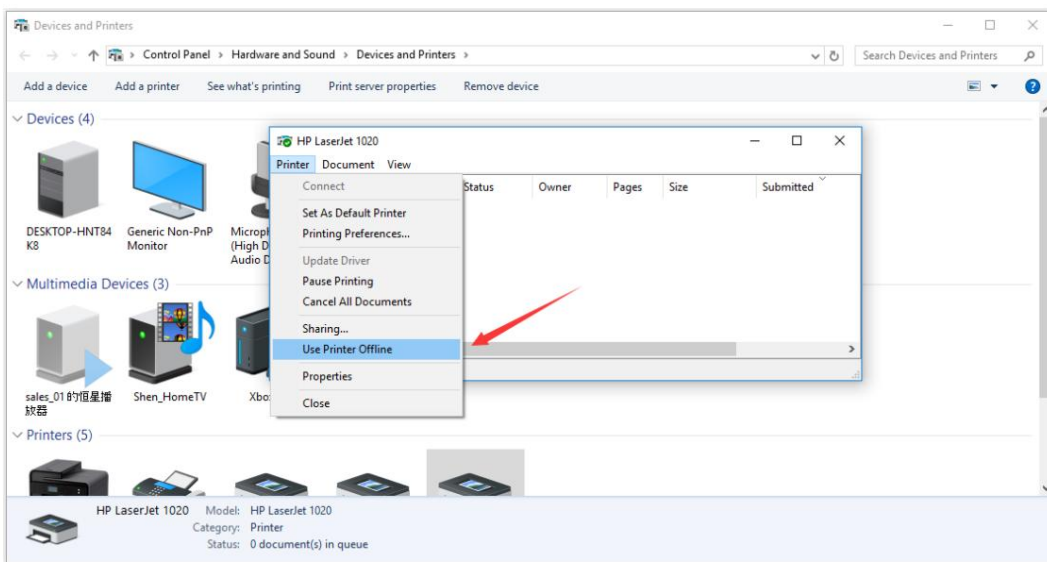 Devices and Printers
Control Panel > Hardware and Sound > Devices and Printers >
Search Devices and Printers
Add a device Add a printer See what's printing Print server properties Remove device
Devices (4)
HP LaserJet 1020
Printer Document View
Status Owner Pages Size Submitted
Connect
Set As Default Printer
Printing Preferences...
Update Driver
Pause Printing
Cancel All Documents
Sharing...
Use Printer Offline
Properties
Close
DESKTOP-HNT84
K8
Generic Non-PnP
Monitor
(High D
Audio D
Multimedia Devices (3)
sales_01 的恒星播
放器
Shen_HomeTV
Printers (5)
HP LaserJet 1020 Model: HP LaserJet 1020
Category: Printer
Status: 0 document(s) in queue